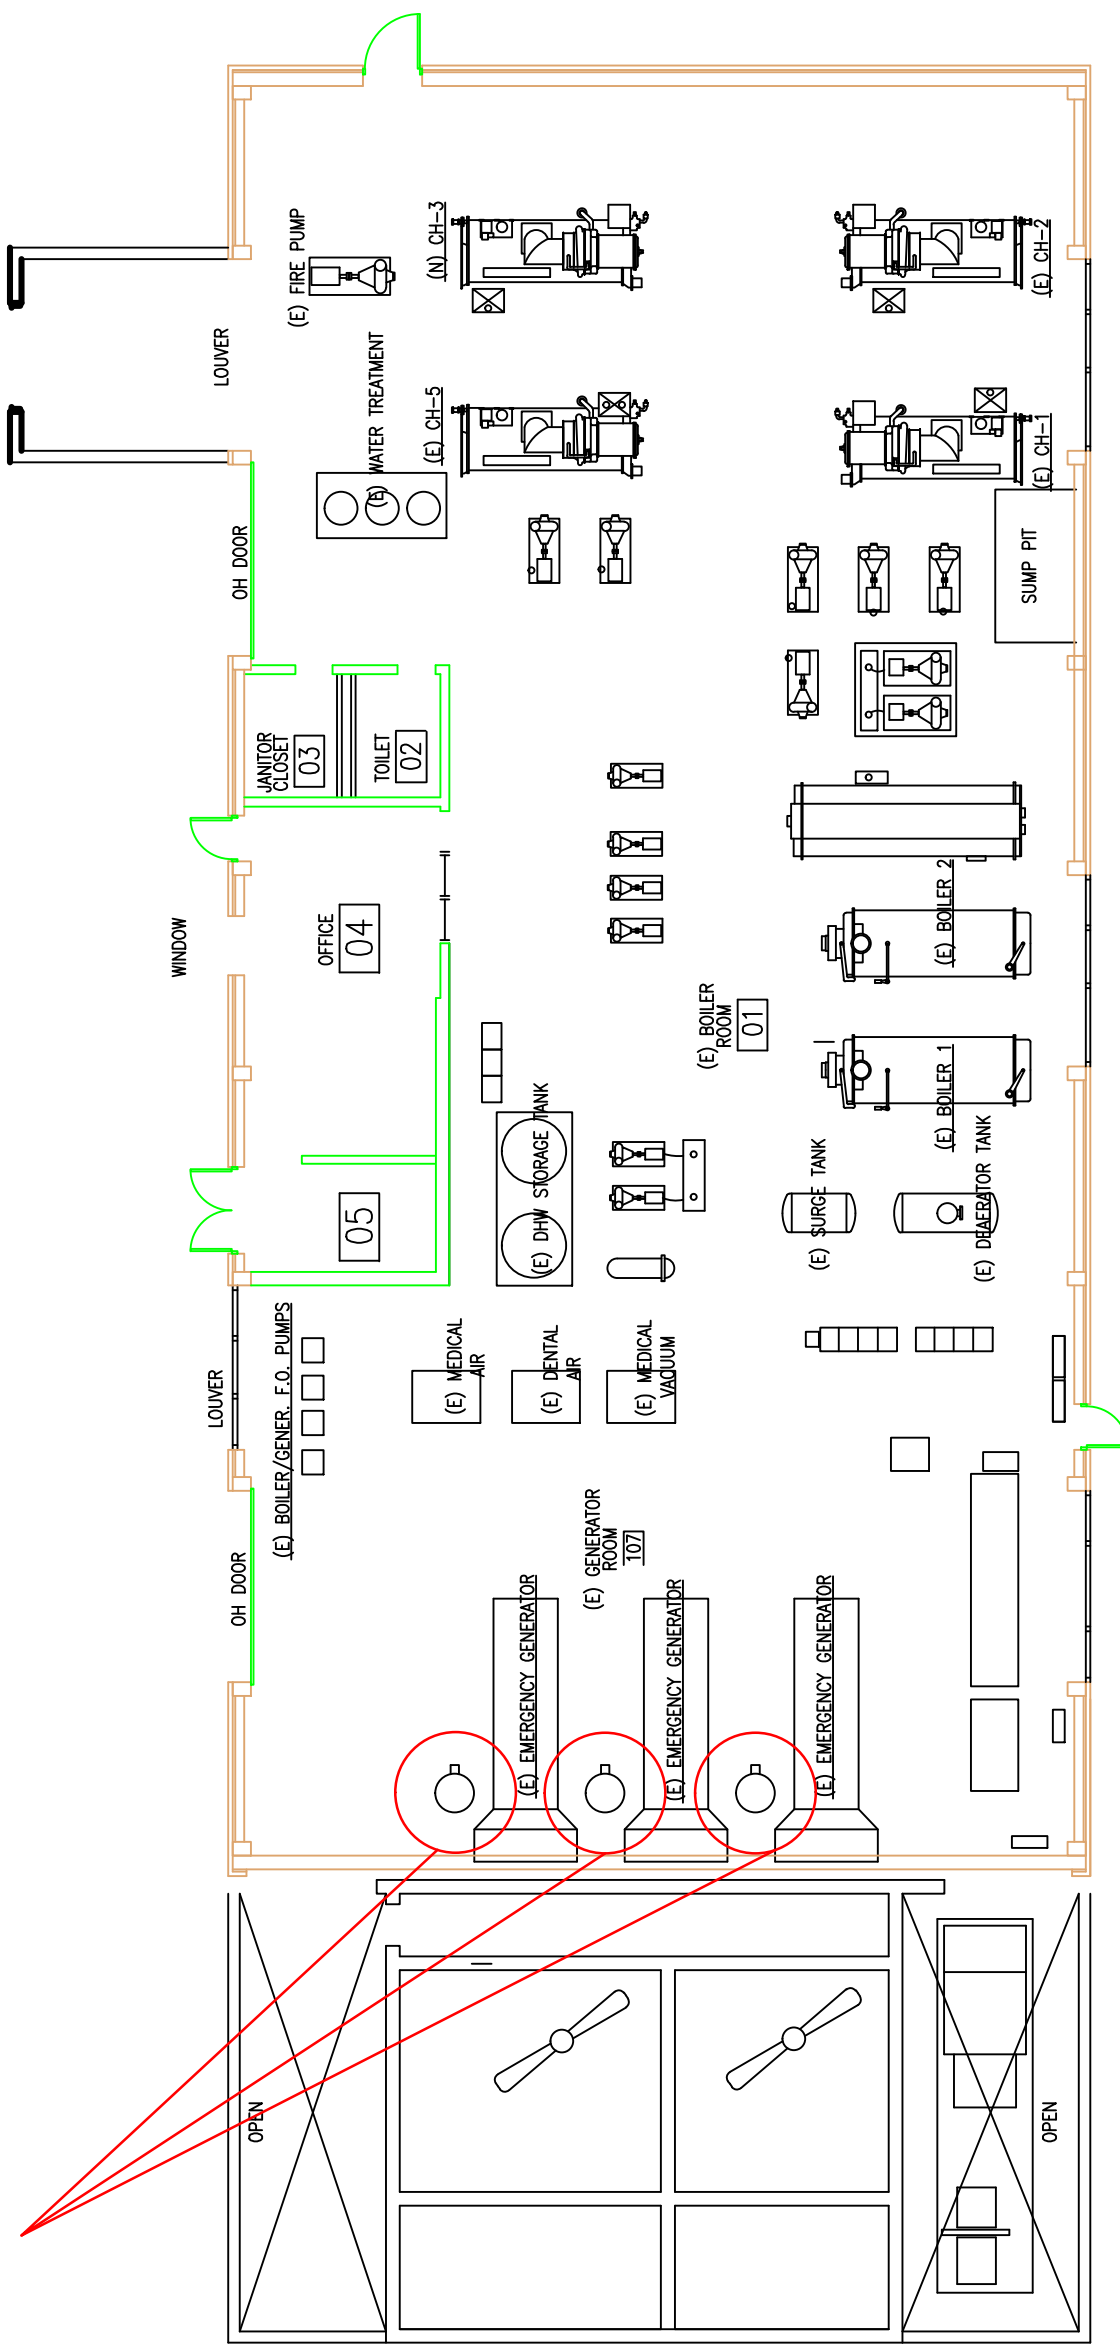 (E) FIRE PUMP
(N) CH-3
(E) CH-2
LOUVER
(E) WATER TREATMENT
(E) CH-5
(E) CH-1
OH DOOR
SUMP PIT
JANITOR
CLOSET
03
TOILET
02
WINDOW
OFFICE
04
(E) BOILER 2
(E) BOILER
ROOM
01
(E) BOILER 1
(E) DHW STORAGE TANK
05
(E) SURGE TANK
(E) DEAERATOR TANK
LOUVER
(E) BOILER/GENER. F.O. PUMPS
(E) MEDICAL
AIR
(E) DENTAL
AIR
(E) MEDICAL
VACUUM
OH DOOR
(E) GENERATOR
ROOM
107
(E) EMERGENCY GENERATOR
(E) EMERGENCY GENERATOR
(E) EMERGENCY GENERATOR
OPEN
OPEN